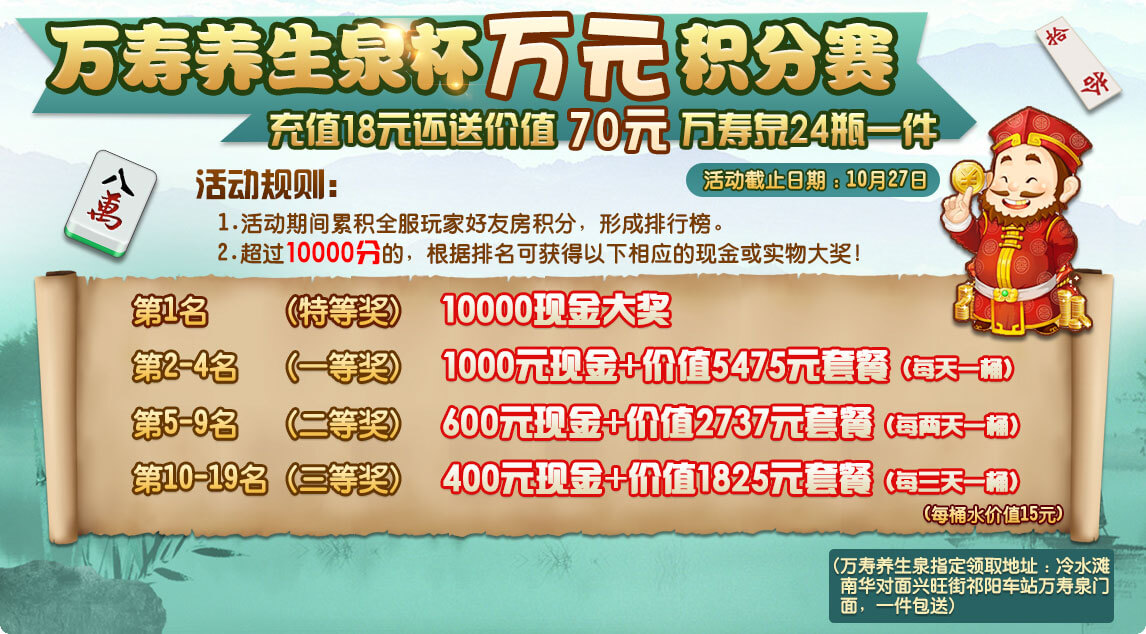 万寿养生泉杯万元积分赛
充值18元还送价值70元万寿泉24瓶一件
拾
拾
八
萬
活动规则：
活动截止日期：10月27日
1.活动期间累积全服玩家好友房积分，形成排行榜。
2.超过10000分的，根据排名可获得以下相应的现金或实物大奖！
第1名 （特等奖） 10000现金大奖
第2-4名 （一等奖） 1000元现金+价值5475元套餐（每天一桶）
第5-9名 （二等奖） 600元现金+价值2737元套餐（每两天一桶）
第10-19名 （三等奖） 400元现金+价值1825元套餐（每三天一桶）
（每桶水价值15元）
（万寿养生泉指定领取地址：冷水滩
南华对面兴旺街祁阳车站万寿泉门
面，一件包送）